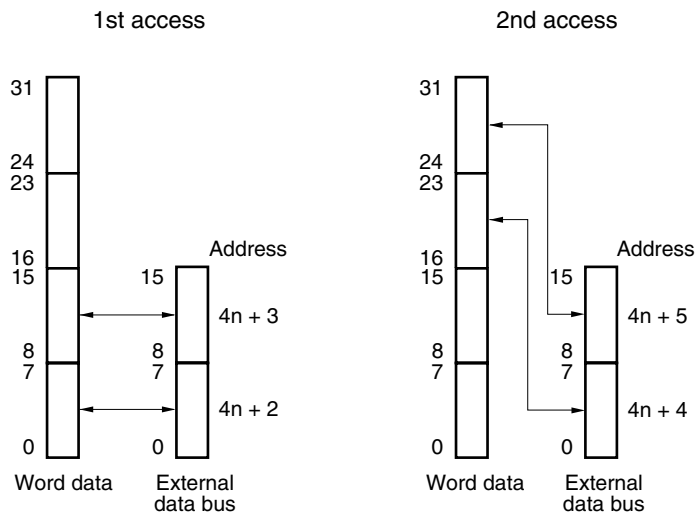 1st access
31
24
23
16
15
8
7
0
Address
15
4n + 3
8
7
4n + 2
0
Word data
External
data bus
2nd access
31
24
23
16
15
8
7
0
Address
15
4n + 5
8
7
4n + 4
0
Word data
External
data bus